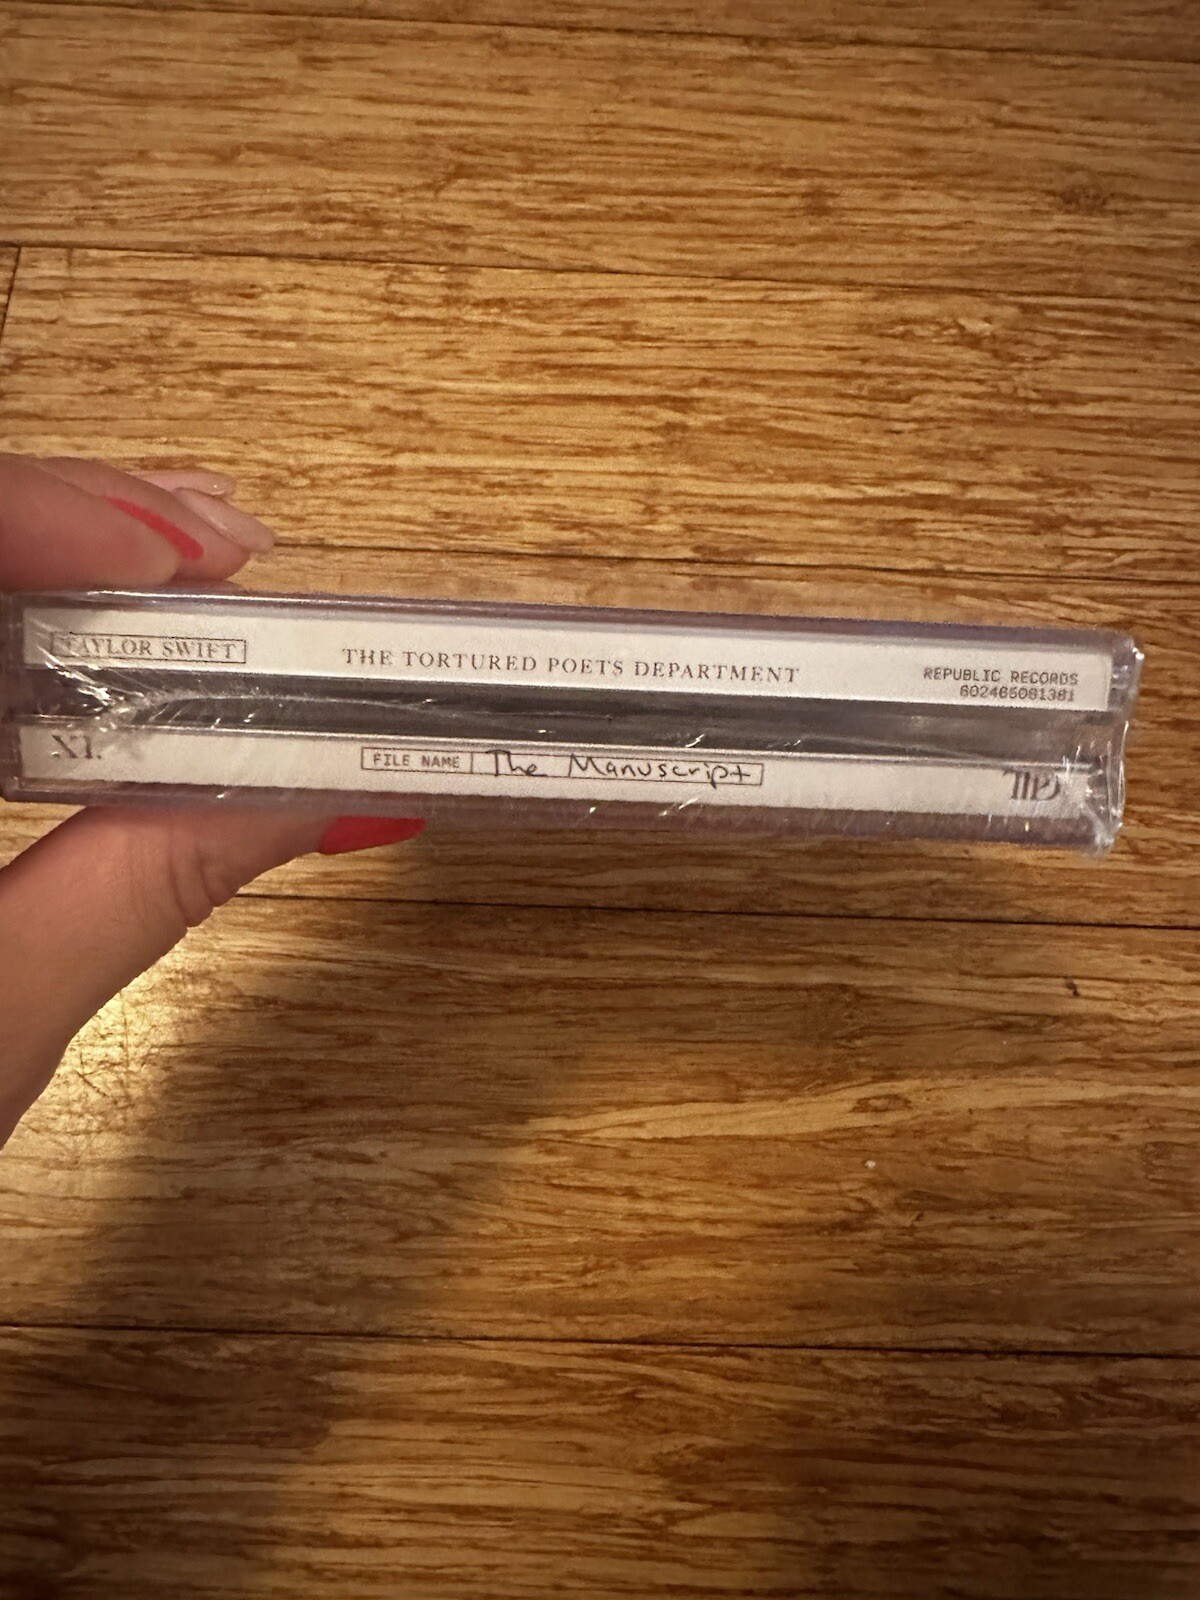 TAYLOR SWIFT
THE TORTURED POETS DEPARTMENT
REPUBLIC RECORDS
602465081381
XI.
FILE NAME The Manuscript
TTPD